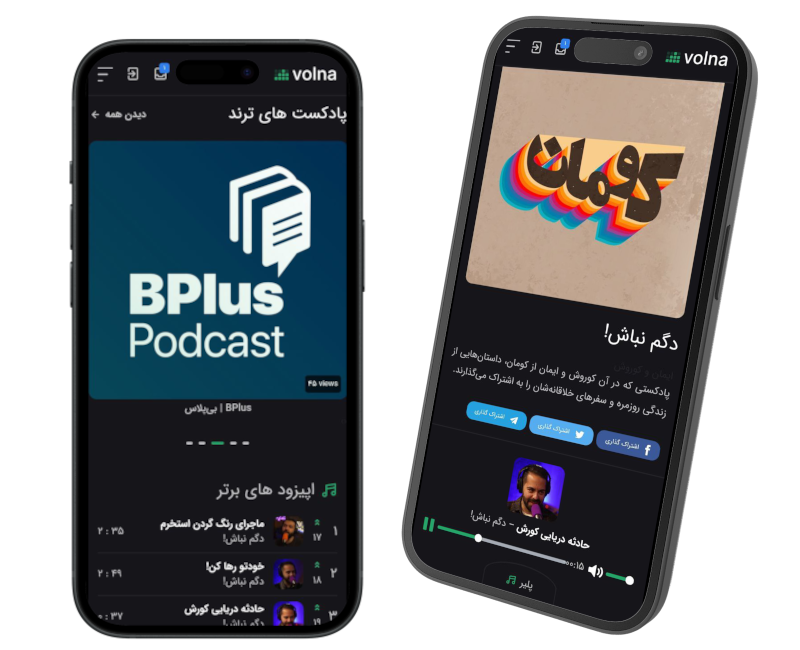 volna
1
پادکست های ترند
دیدن همه
BPlus
Podcast
۴۵ views
BPlus | بی‌پلاس
اپیزود های برتر
۱
۱۷
ماجرای رنگ کردن استخرم
دگم نباش!
۲ : ۳۵
۲
۱۸
خودتو رها کن!
دگم نباش!
۲ : ۴۹
۳
۱۹
حادثه دریایی کورش
دگم نباش!
۰ : ۳۷
volna
1
کومان
دگم نباش!
ایمان و کوروش
پادکستی که در آن کوروش و ایمان از کومان، داستان‌هایی از
زندگی روزمره و سفرهای خلاقانه‌شان را به اشتراک می‌گذارند.
اشتراک گذاری
اشتراک گذاری
اشتراک گذاری
حادثه دریایی کورش – دگم نباش!
۰۰:۱۵
پلیر